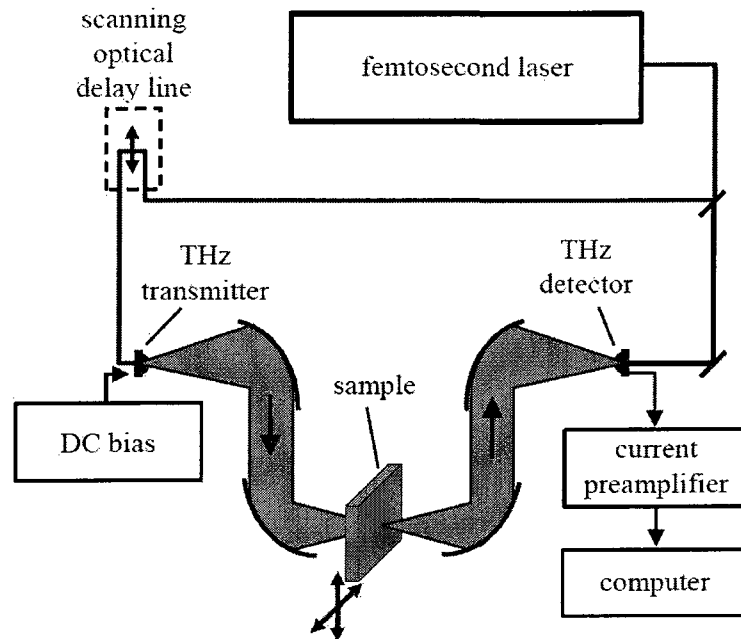 scanning
optical
delay line
femtosecond laser
THz
transmitter
THz
detector
sample
DC bias
current
preamplifier
computer